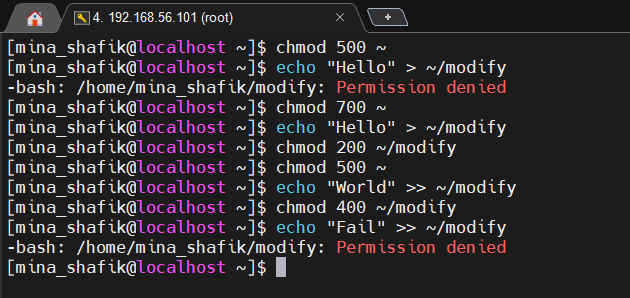 4. 192.168.56.101 (root)
[mina_shafik@localhost ~]$ chmod 500 ~
[mina_shafik@localhost ~]$ echo "Hello" > ~/modify
-bash: /home/mina_shafik/modify: Permission denied
[mina_shafik@localhost ~]$ chmod 700 ~
[mina_shafik@localhost ~]$ echo "Hello" > ~/modify
[mina_shafik@localhost ~]$ chmod 200 ~/modify
[mina_shafik@localhost ~]$ chmod 500 ~
[mina_shafik@localhost ~]$ echo "World" >> ~/modify
[mina_shafik@localhost ~]$ chmod 400 ~/modify
[mina_shafik@localhost ~]$ echo "Fail" >> ~/modify
-bash: /home/mina_shafik/modify: Permission denied
[mina_shafik@localhost ~]$